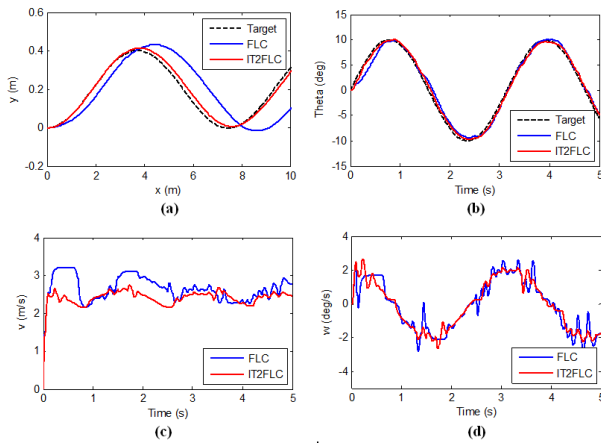 0.6
0.4
0.2
0
-0.2
y (m)
0 2 4 6 8 10
x (m)
Target
FLC
IT2FLC
(a)
15
10
5
0
-5
-10
-15
Theta (deg)
0 1 2 3 4 5
Time (s)
Target
FLC
IT2FLC
(b)
4
3
2
1
0
v (m/s)
0 1 2 3 4 5
Time (s)
FLC
IT2FLC
(c)
4
2
0
-2
-4
w (deg/s)
0 1 2 3 4 5
Time (s)
FLC
IT2FLC
(d)